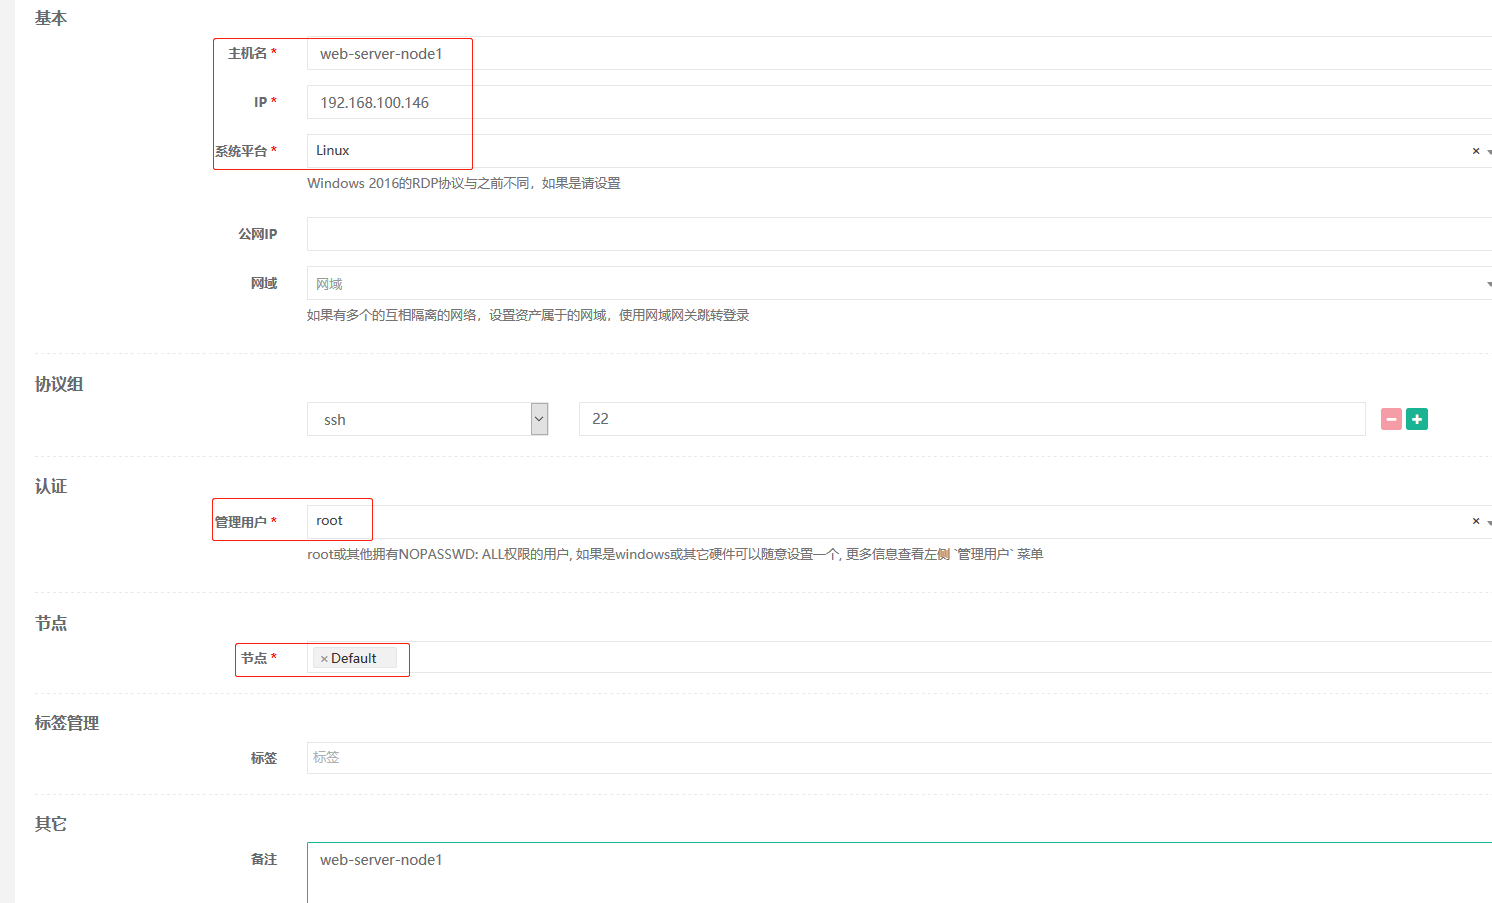 基本
主机名 * web-server-node1
IP * 192.168.100.146
系统平台 * Linux ×
Windows 2016的RDP协议与之前不同，如果是请设置
公网IP
网域 网域
如果有多个的互相隔离的网络，设置资产属于的网域，使用网域网关跳转登录
协议组
ssh 22
认证
管理用户 * root ×
root或其他拥有NOPASSWD: ALL权限的用户, 如果是windows或其它硬件可以随意设置一个, 更多信息查看左侧 `管理用户` 菜单
节点
节点 * × Default
标签管理
标签 标签
其它
备注 web-server-node1